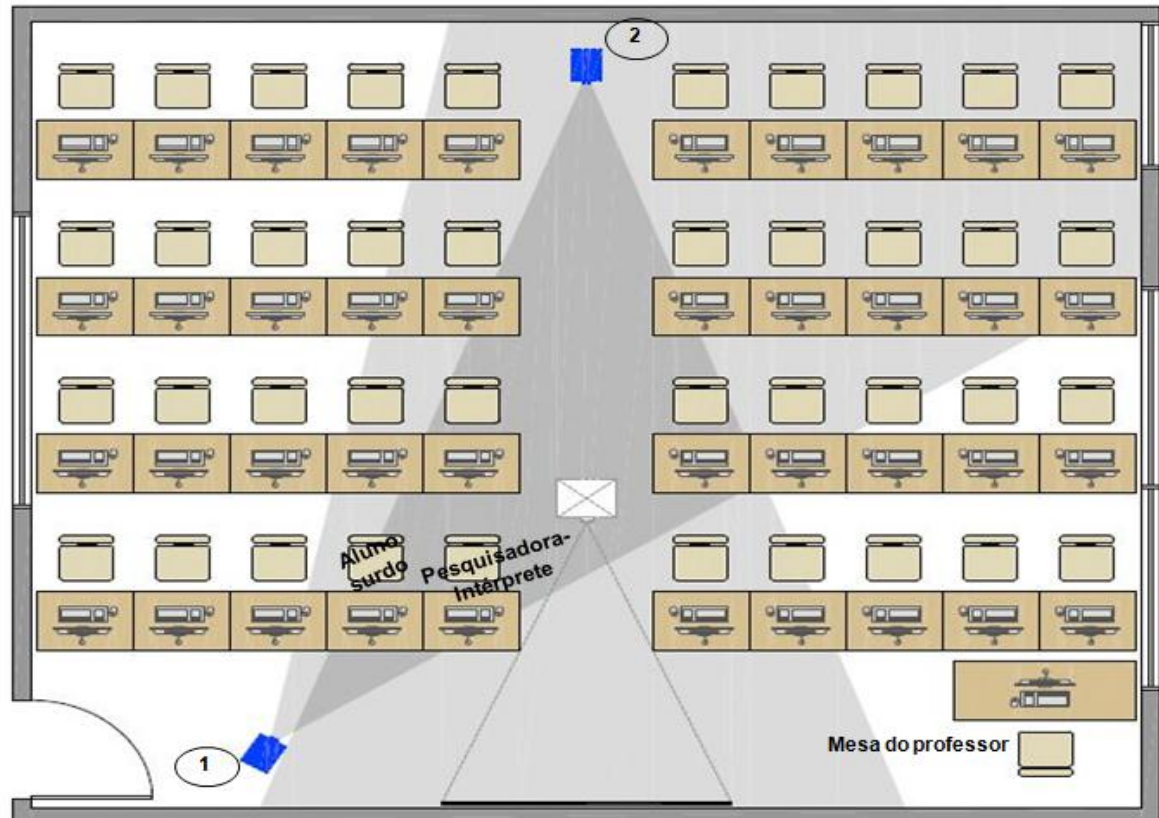 2
Aluno
surdo
Pesquisadora-
Intérprete
Mesa do professor
1